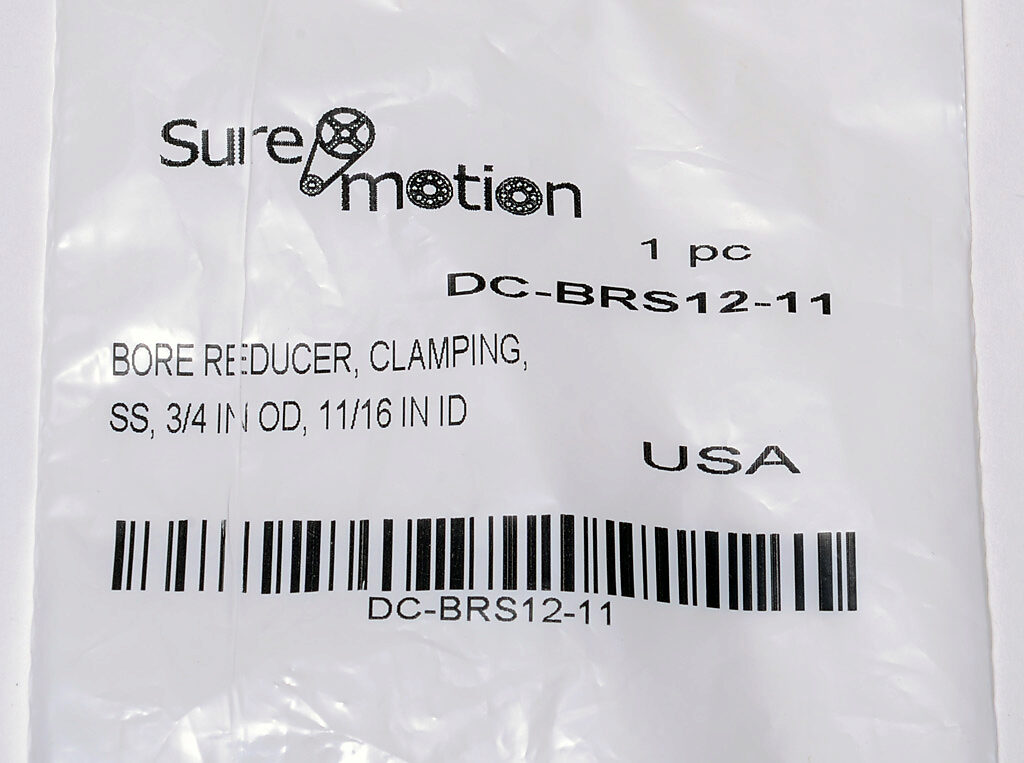 Sure
motion
1 pc
DC-BRS12-11
BORE REDUCER, CLAMPING,
SS, 3/4 IN OD, 11/16 IN ID
USA
DC-BRS12-11